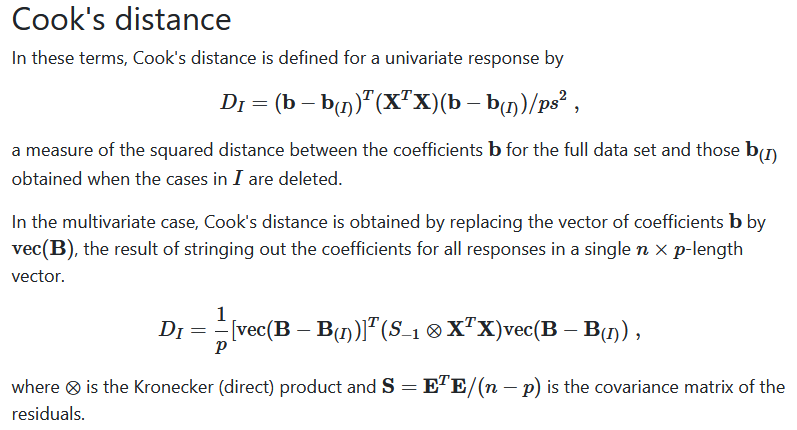 Cook's distance
In these terms, Cook's distance is defined for a univariate response by
D_I = (b − b_(I))^T (X^T X)(b − b_(I))/ps² ,
a measure of the squared distance between the coefficients b for the full data set and those b_(I)
obtained when the cases in I are deleted.
In the multivariate case, Cook's distance is obtained by replacing the vector of coefficients b by
vec(B), the result of stringing out the coefficients for all responses in a single n × p-length
vector.
D_I = 1/p [vec(B − B_(I))]^T (S_−1 ⊗ X^T X)vec(B − B_(I)) ,
where ⊗ is the Kronecker (direct) product and S = E^T E/(n − p) is the covariance matrix of the
residuals.